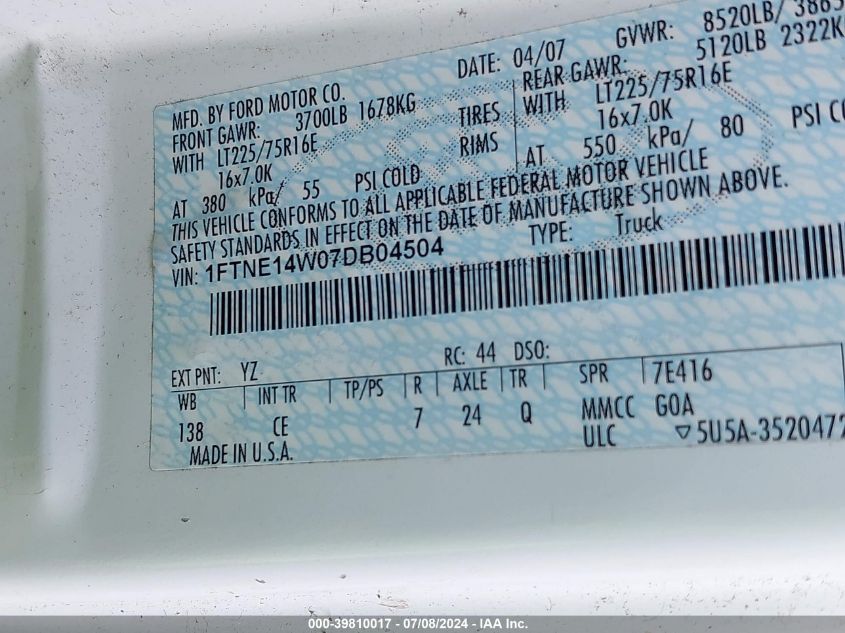 MFD. BY FORD MOTOR CO. DATE: 04/07 GVWR: 8520LB/
FRONT GAWR: 3700LB 1678KG REAR GAWR: 5120LB 2322K
WITH LT225/75R16E TIRES WITH LT225/75R16E
16x7.0K RIMS 16x7.0K
AT 380 kPa/ 55 PSI COLD AT 550 kPa/ 80 PSI
THIS VEHICLE CONFORMS TO ALL APPLICABLE FEDERAL MOTOR VEHICLE
SAFETY STANDARDS IN EFFECT ON THE DATE OF MANUFACTURE SHOWN ABOVE.
VIN: 1FTNE14W07DB04504 TYPE: Truck
EXT PNT: YZ RC: 44 DSO:
WB INT TR TP/PS R AXLE TR SPR 7E416
138 CE 7 24 Q MMCC GOA
MADE IN U.S.A. ULC ▽5U5A-3520472
000-39810017 - 07/08/2024 - IAA Inc.